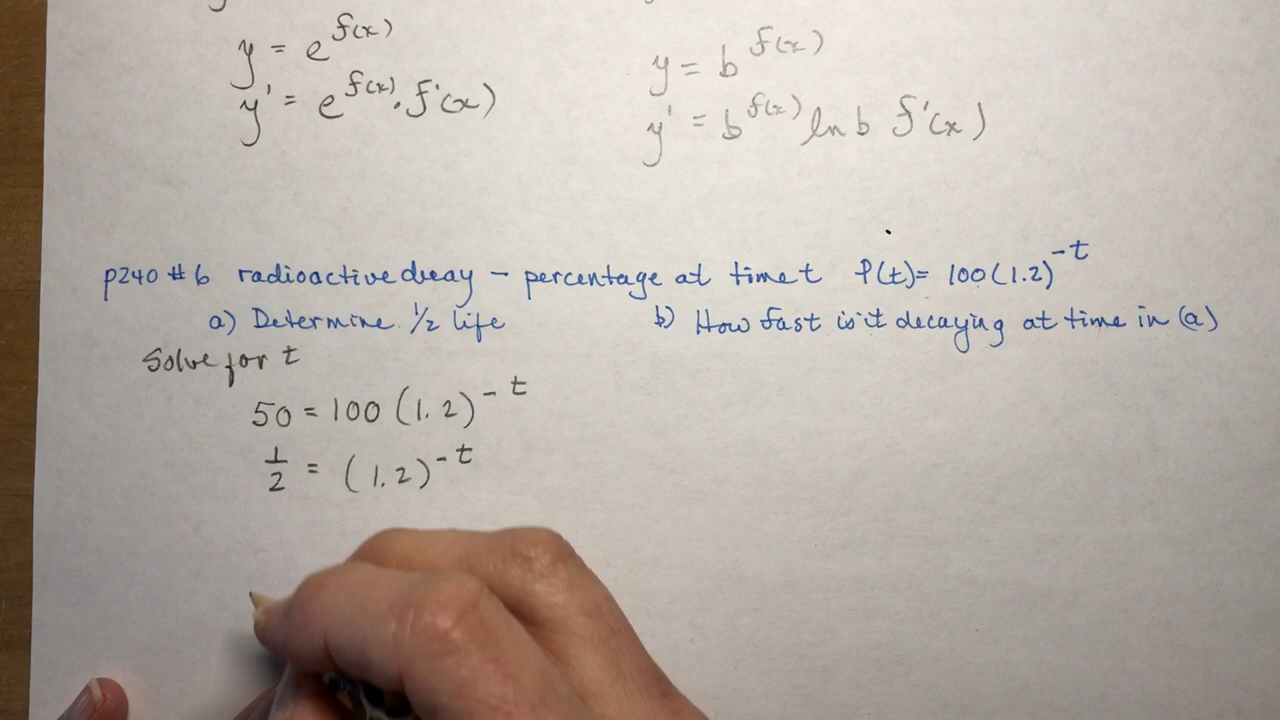 y = e^{f(x)}
y' = e^{f(x)} · f'(x)
y = b^{f(x)}
y' = b^{f(x)} ln b f'(x)
p240 #6 radioactive decay – percentage at time t P(t)= 100(1.2)^{-t}
a) Determine 1/2 life b) How fast is it decaying at time in (a)
Solve for t
50 = 100 (1.2)^{-t}
1/2 = (1.2)^{-t}